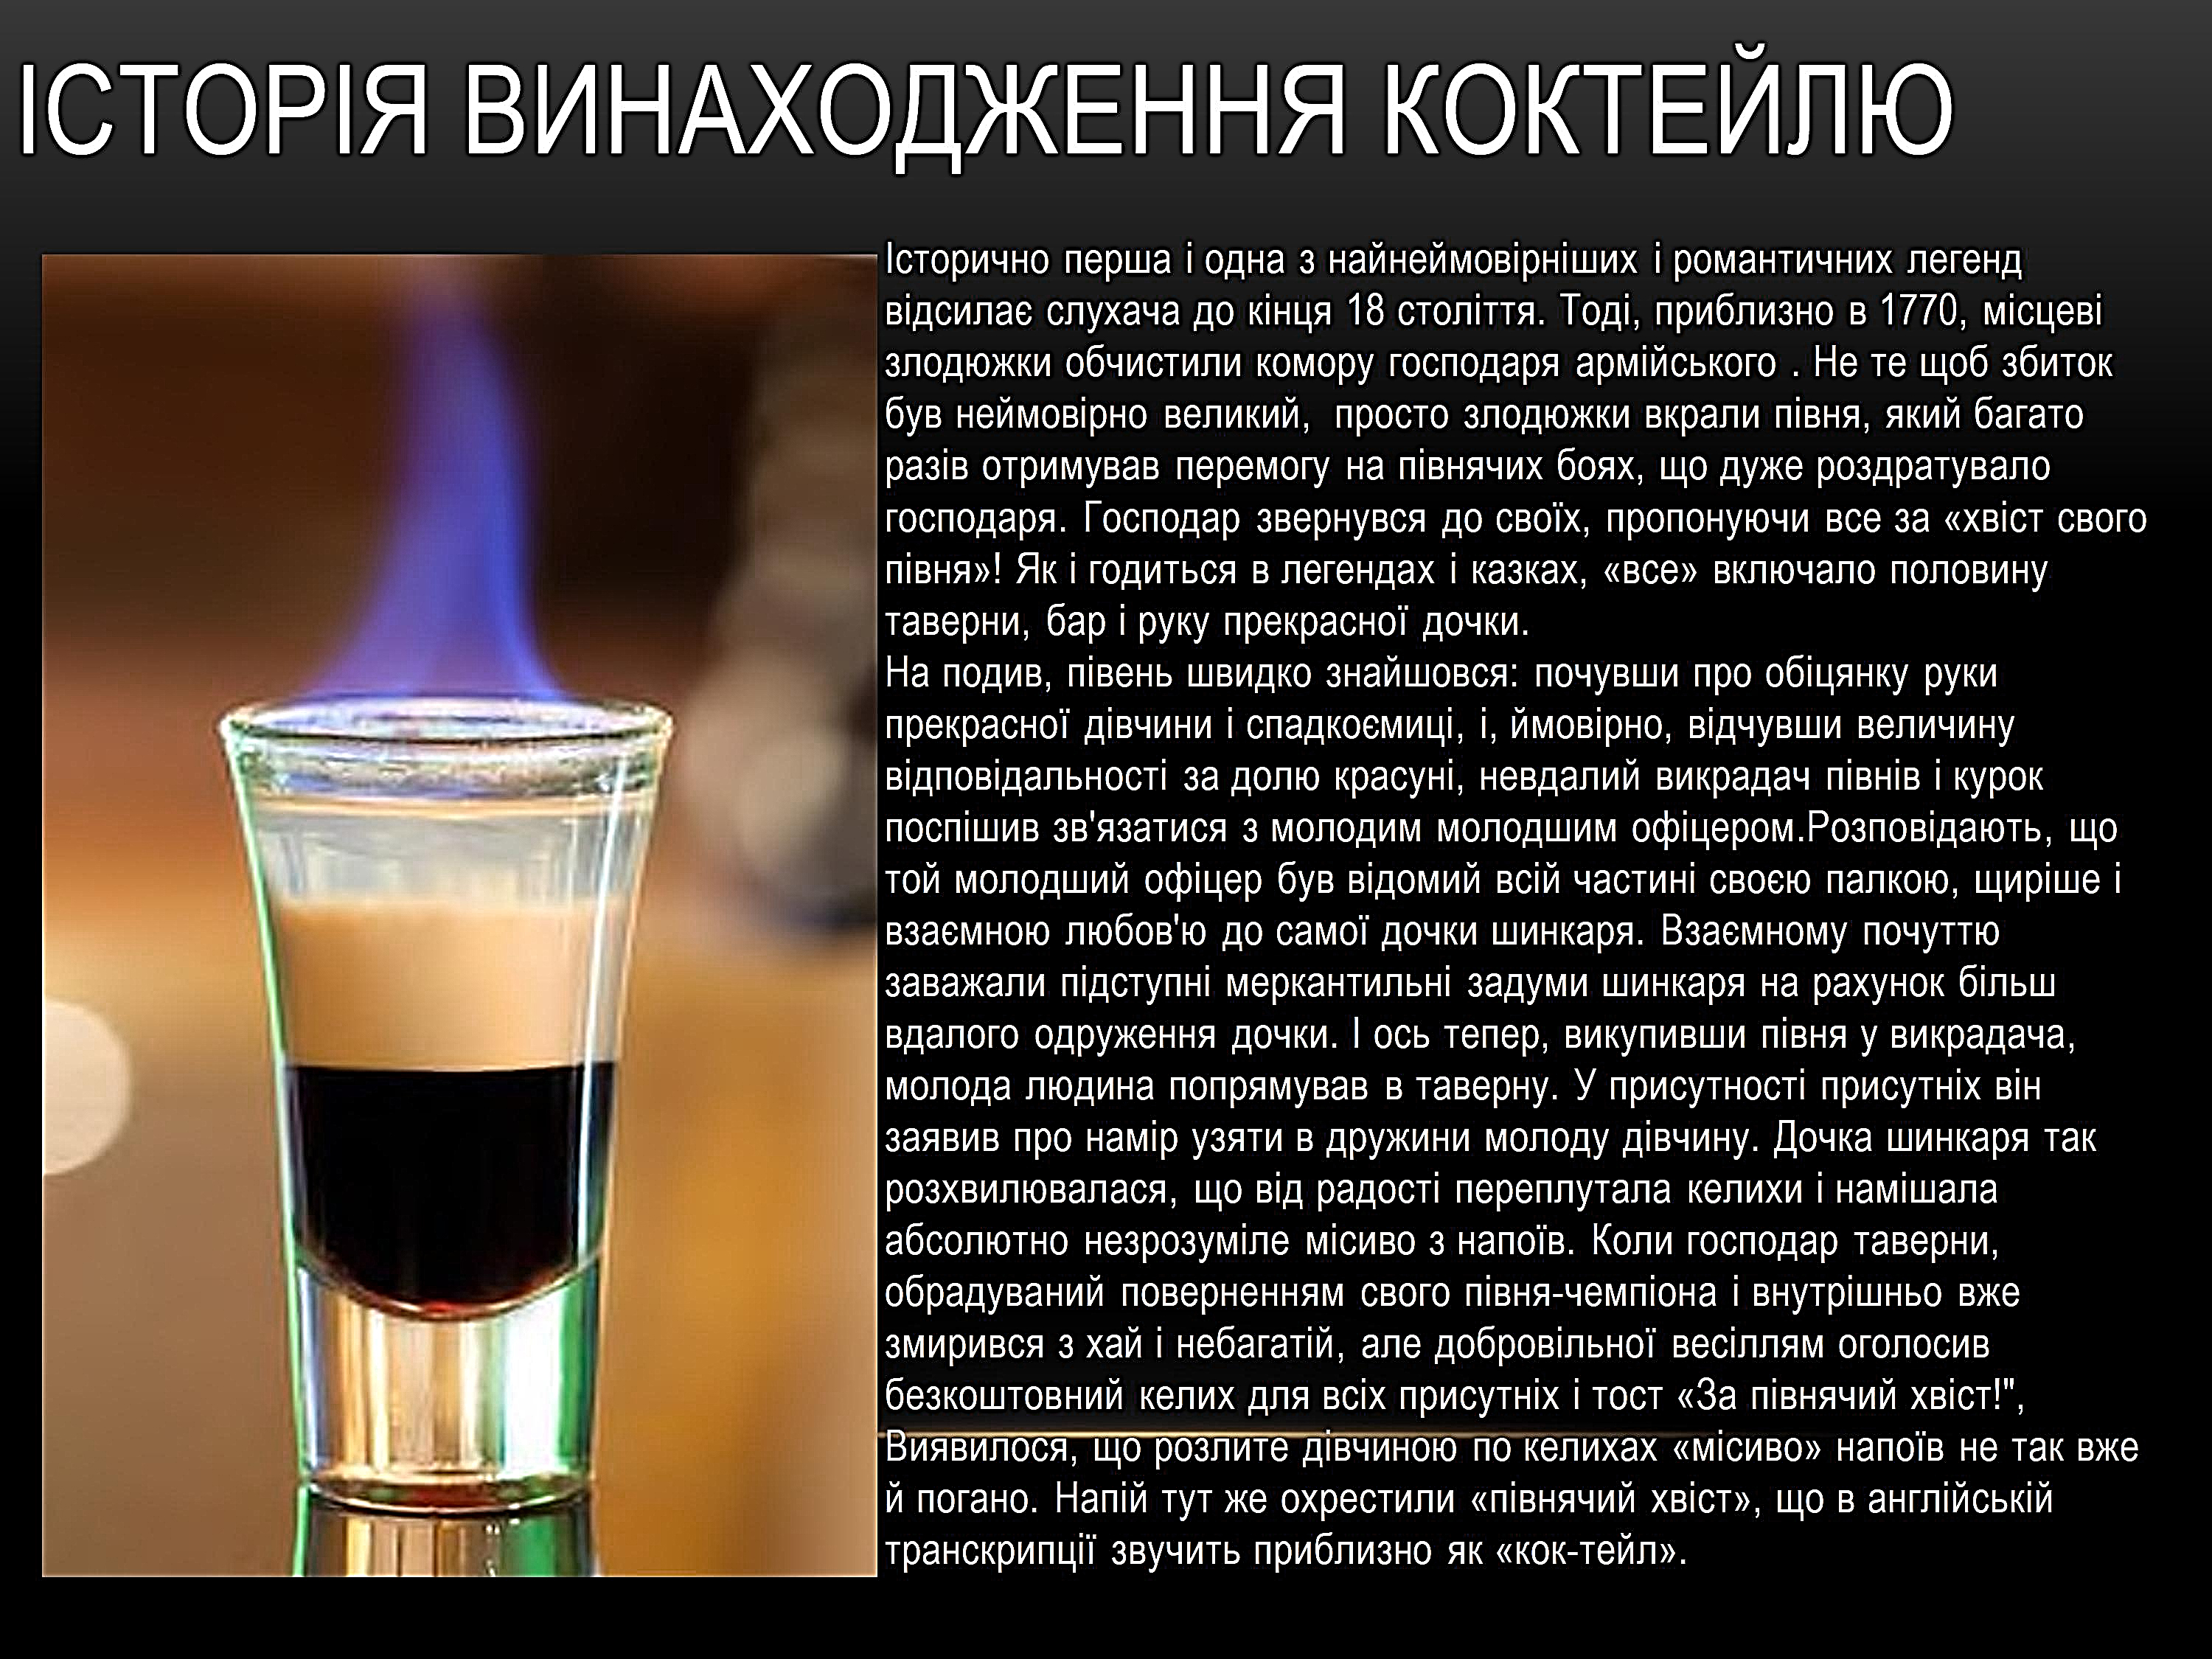 ІСТОРІЯ ВИНАХОДЖЕННЯ КОКТЕЙЛЮ
Історично перша і одна з найнеймовірніших і романтичних легенд
відсилає слухача до кінця 18 століття. Тоді, приблизно в 1770, місцеві
злодюжки обчистили комору господаря армійського . Не те щоб збиток
був неймовірно великий,  просто злодюжки вкрали півня, який багато
разів отримував перемогу на півнячих боях, що дуже роздратувало
господаря. Господар звернувся до своїх, пропонуючи все за «хвіст свого
півня»! Як і годиться в легендах і казках, «все» включало половину
таверни, бар і руку прекрасної дочки.
На подив, півень швидко знайшовся: почувши про обіцянку руки
прекрасної дівчини і спадкоємиці, і, ймовірно, відчувши величину
відповідальності за долю красуні, невдалий викрадач півнів і курок
поспішив зв'язатися з молодим молодшим офіцером.Розповідають, що
той молодший офіцер був відомий всій частині своєю палкою, щиріше і
взаємною любов'ю до самої дочки шинкаря. Взаємному почуттю
заважали підступні меркантильні задуми шинкаря на рахунок більш
вдалого одруження дочки. І ось тепер, викупивши півня у викрадача,
молода людина попрямував в таверну. У присутності присутніх він
заявив про намір узяти в дружини молоду дівчину. Дочка шинкаря так
розхвилювалася, що від радості переплутала келихи і намішала
абсолютно незрозуміле місиво з напоїв. Коли господар таверни,
обрадуваний поверненням свого півня-чемпіона і внутрішньо вже
змирився з хай і небагатій, але добровільної весіллям оголосив
безкоштовний келих для всіх присутніх і тост «За півнячий хвіст!",
Виявилося, що розлите дівчиною по келихах «місиво» напоїв не так вже
й погано. Напій тут же охрестили «півнячий хвіст», що в англійській
транскрипції звучить приблизно як «кок-тейл».